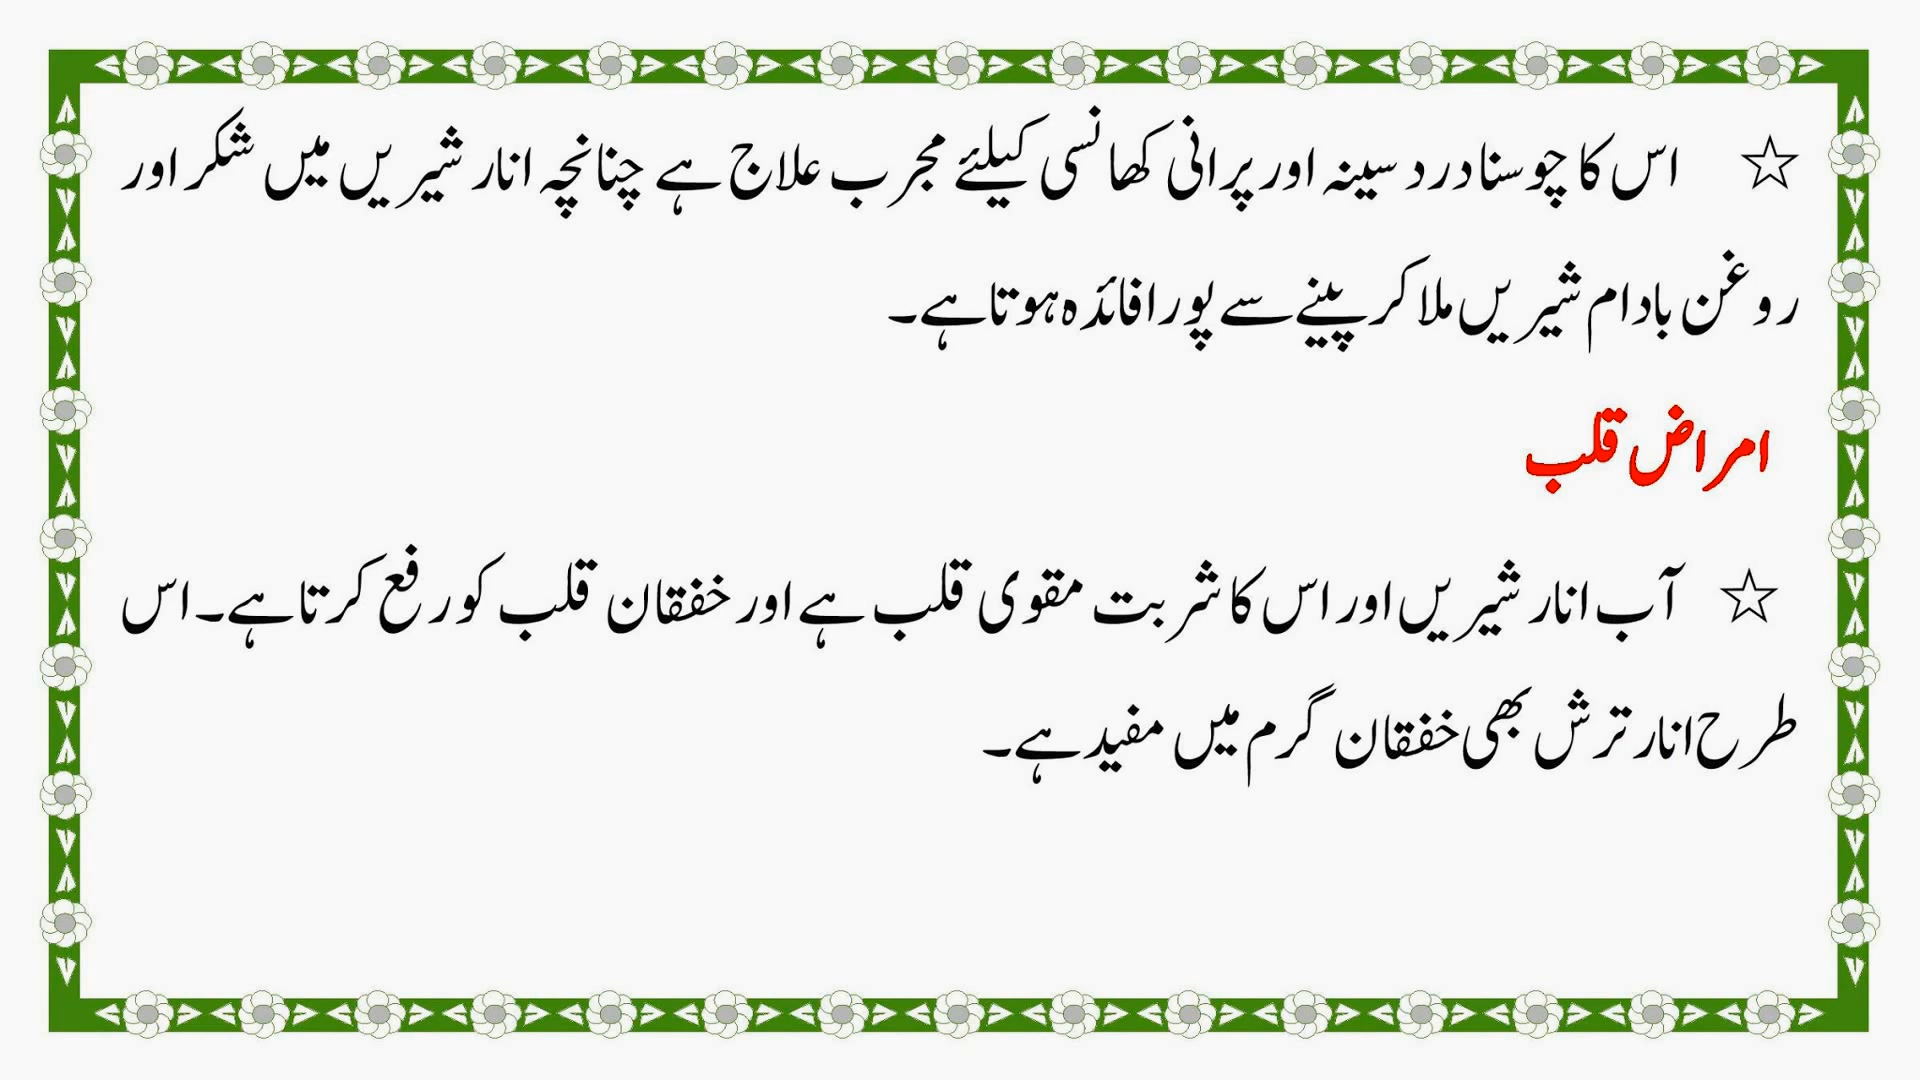 ☆ اس کا چوسنا درد سینہ اور پرانی کھانسی کیلئے مجرب علاج ہے چنانچہ انار شیریں میں شکر اور
روغن بادام شیریں ملا کر پینے سے پورا فائدہ ہوتا ہے۔
امراض قلب
☆ آب انار شیریں اور اس کا شربت مقوی قلب ہے اور خفقان قلب کو رفع کرتا ہے۔ اس
طرح انار ترش بھی خفقان گرم میں مفید ہے۔